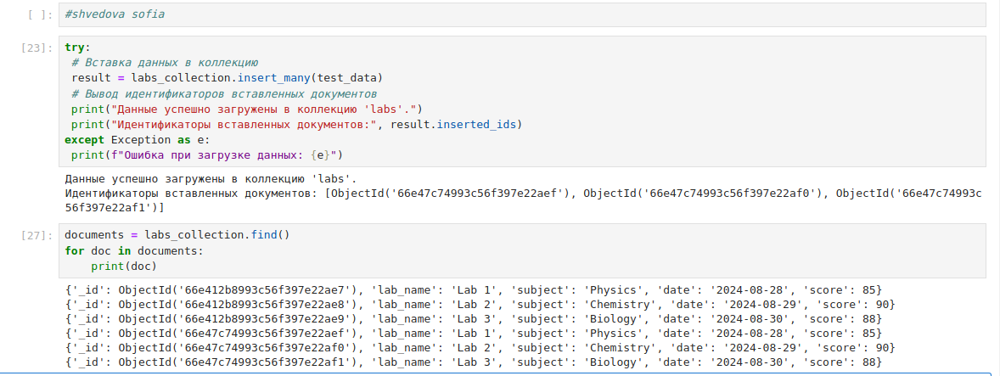 [ ]: #shvedova sofia
[23]: try:
# Вставка данных в коллекцию
result = labs_collection.insert_many(test_data)
# Вывод идентификаторов вставленных документов
print("Данные успешно загружены в коллекцию 'labs'.")
print("Идентификаторы вставленных документов:", result.inserted_ids)
except Exception as e:
print(f"Ошибка при загрузке данных: {e}")
Данные успешно загружены в коллекцию 'labs'.
Идентификаторы вставленных документов: [ObjectId('66e47c74993c56f397e22aef'), ObjectId('66e47c74993c56f397e22af0'), ObjectId('66e47c74993c
56f397e22af1')]
[27]: documents = labs_collection.find()
for doc in documents:
print(doc)
{'_id': ObjectId('66e412b8993c56f397e22ae7'), 'lab_name': 'Lab 1', 'subject': 'Physics', 'date': '2024-08-28', 'score': 85}
{'_id': ObjectId('66e412b8993c56f397e22ae8'), 'lab_name': 'Lab 2', 'subject': 'Chemistry', 'date': '2024-08-29', 'score': 90}
{'_id': ObjectId('66e412b8993c56f397e22ae9'), 'lab_name': 'Lab 3', 'subject': 'Biology', 'date': '2024-08-30', 'score': 88}
{'_id': ObjectId('66e47c74993c56f397e22aef'), 'lab_name': 'Lab 1', 'subject': 'Physics', 'date': '2024-08-28', 'score': 85}
{'_id': ObjectId('66e47c74993c56f397e22af0'), 'lab_name': 'Lab 2', 'subject': 'Chemistry', 'date': '2024-08-29', 'score': 90}
{'_id': ObjectId('66e47c74993c56f397e22af1'), 'lab_name': 'Lab 3', 'subject': 'Biology', 'date': '2024-08-30', 'score': 88}